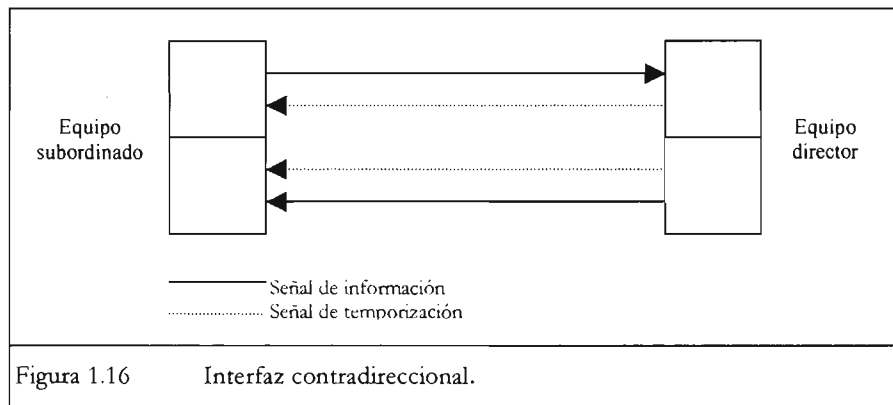 Equipo
subordinado
Equipo
director
Señal de información
Señal de temporización
Figura 1.16 Interfaz contradireccional.